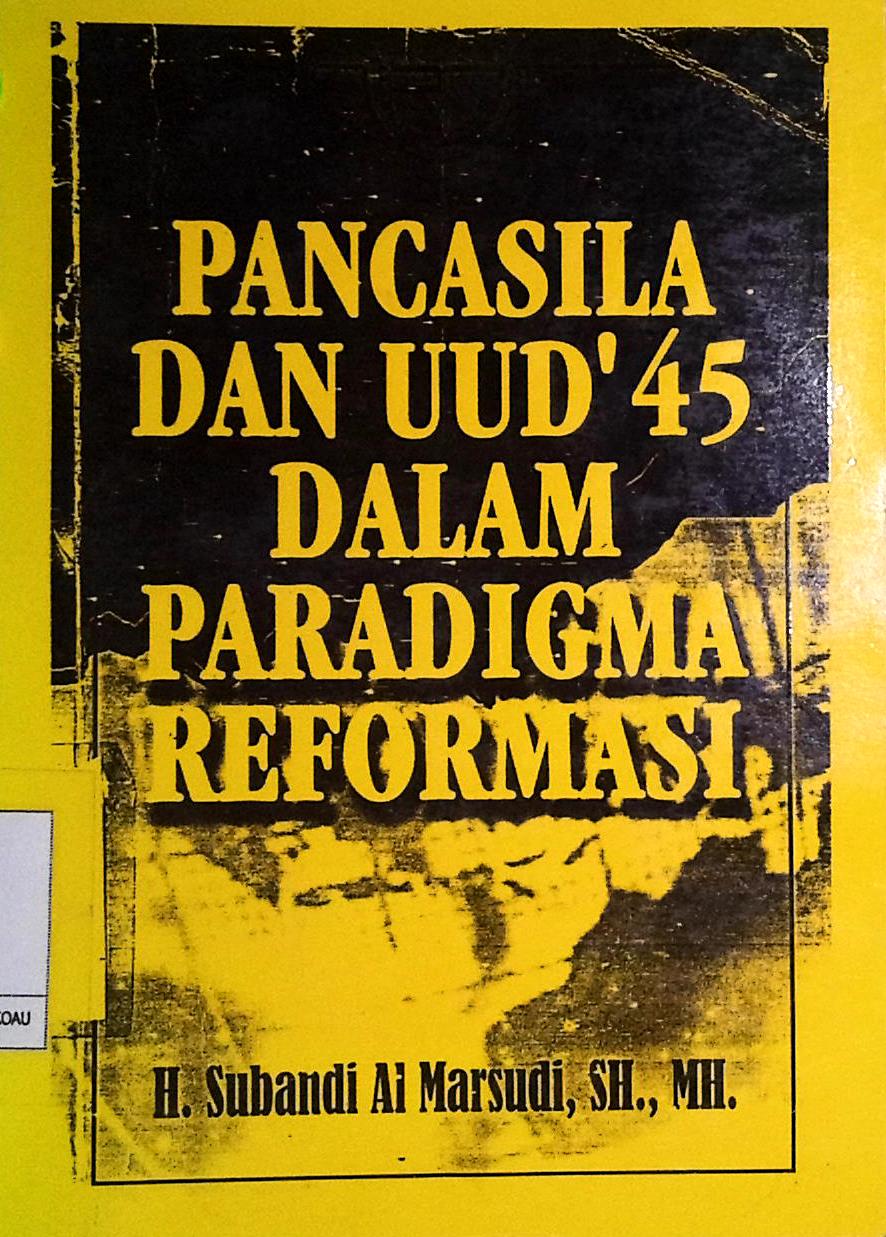 PANCASILA
DAN UUD'45
DALAM
PARADIGMA
REFORMASI
H. Subandi Al Marsudi, SH., MH.